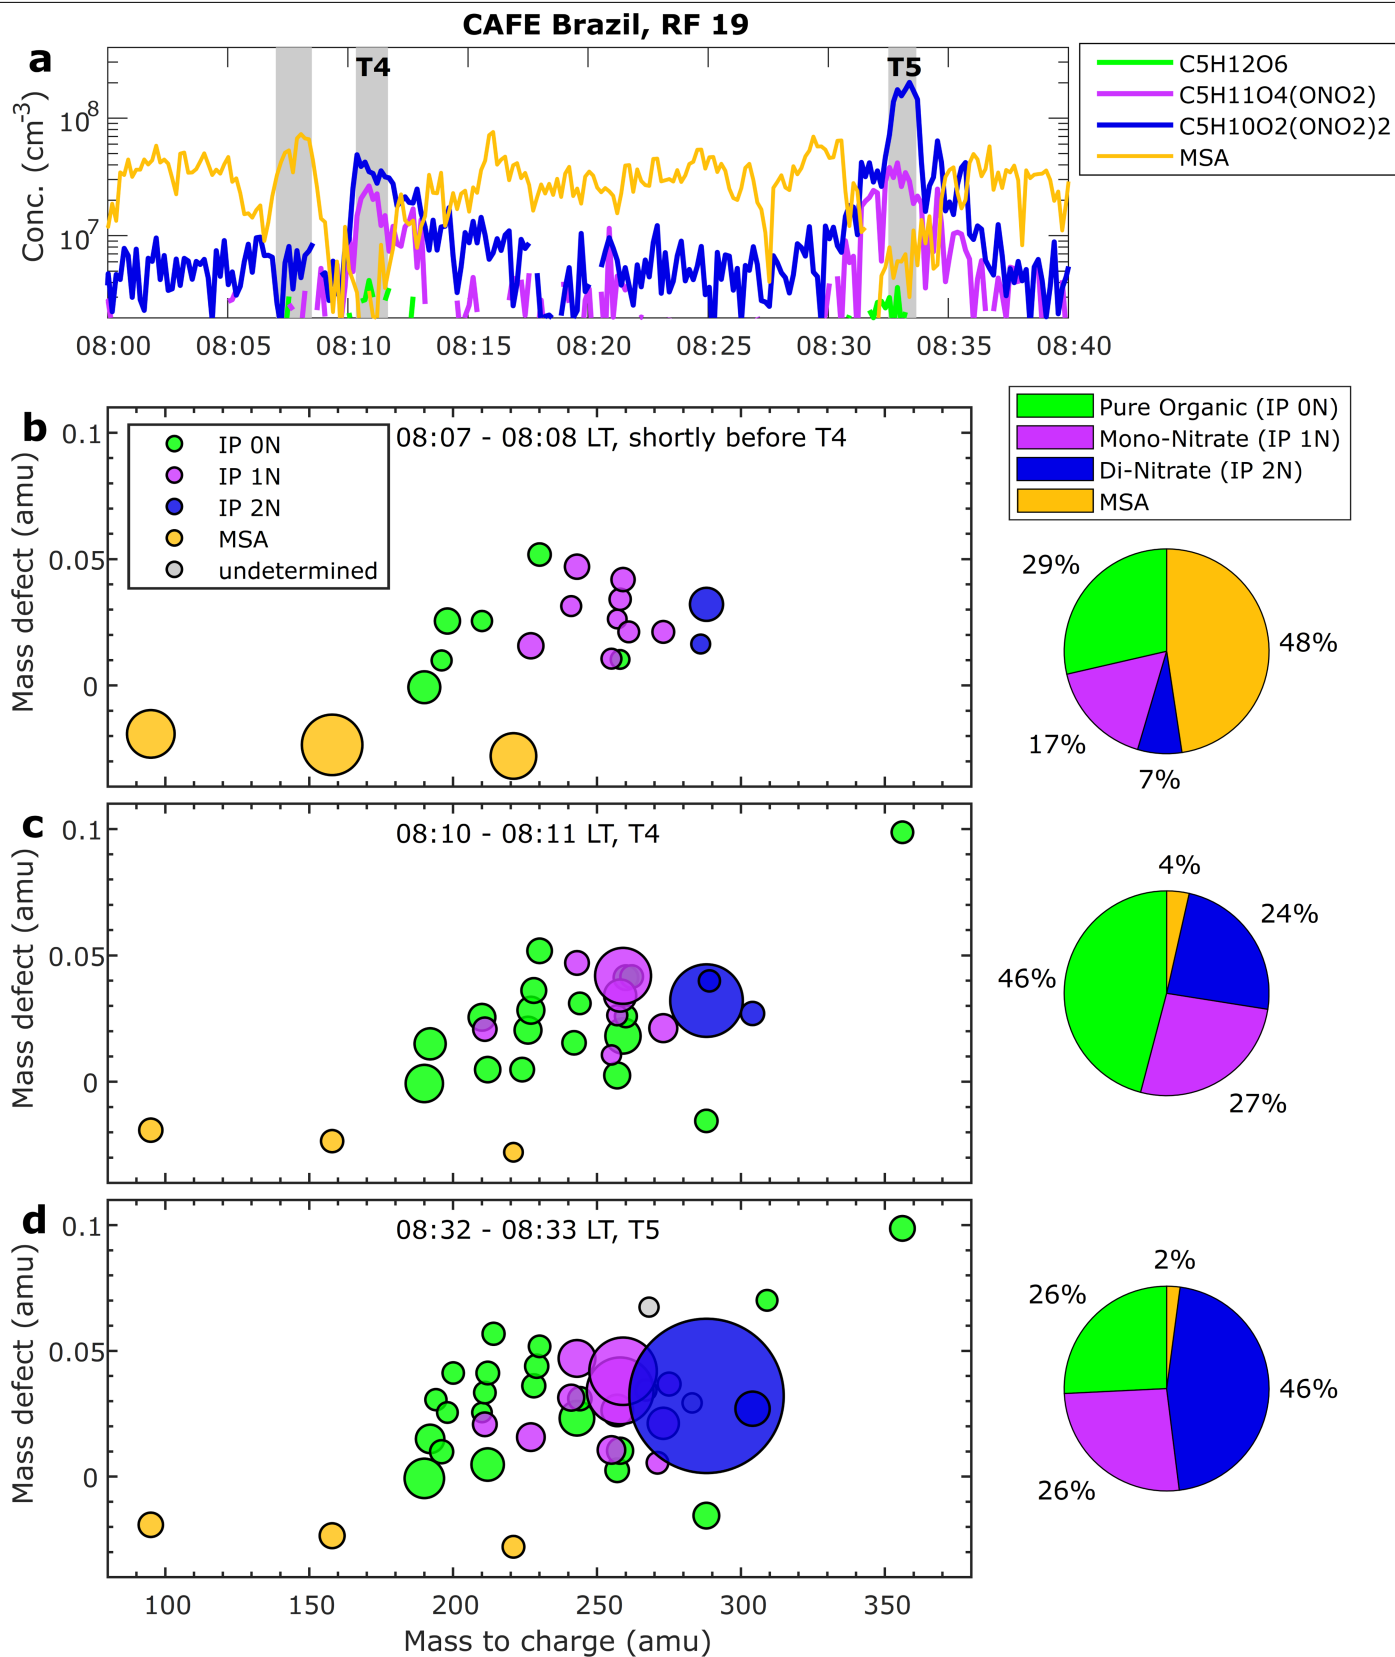 CAFE Brazil, RF 19
a
T4
T5
C5H12O6
C5H11O4(ONO2)
C5H10O2(ONO2)2
MSA
Conc. (cm-3)
10^8
10^7
08:00 08:05 08:10 08:15 08:20 08:25 08:30 08:35 08:40
b
08:07 - 08:08 LT, shortly before T4
IP 0N
IP 1N
IP 2N
MSA
undetermined
Mass defect (amu)
0.1
0.05
0
Pure Organic (IP 0N)
Mono-Nitrate (IP 1N)
Di-Nitrate (IP 2N)
MSA
29%
48%
17%
7%
c
08:10 - 08:11 LT, T4
Mass defect (amu)
0.1
0.05
0
4%
24%
46%
27%
d
08:32 - 08:33 LT, T5
Mass defect (amu)
0.1
0.05
0
2%
26%
46%
26%
100 150 200 250 300 350
Mass to charge (amu)